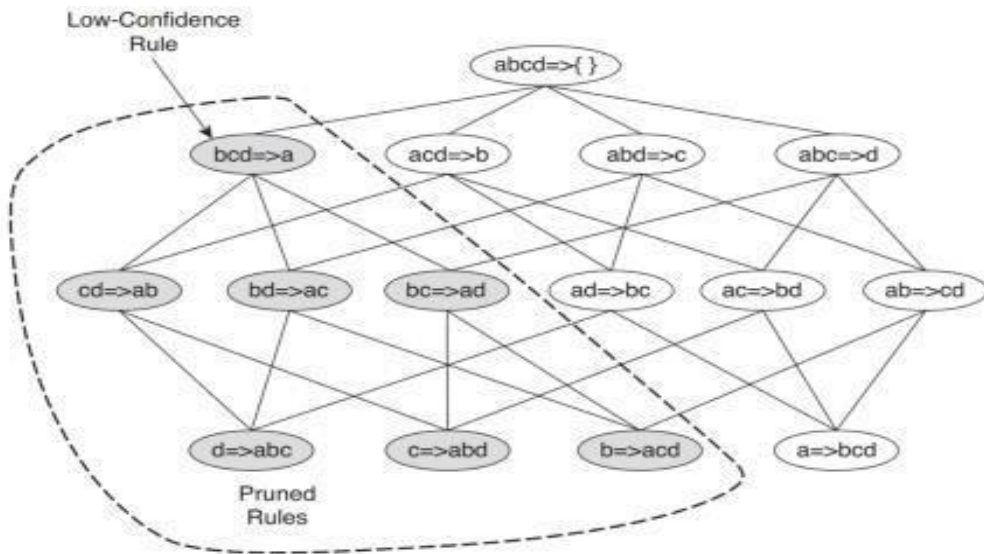 Low-Confidence
Rule
abcd=>{ }
bcd=>a
acd=>b
abd=>c
abc=>d
cd=>ab
bd=>ac
bc=>ad
ad=>bc
ac=>bd
ab=>cd
d=>abc
c=>abd
b=>acd
a=>bcd
Pruned
Rules